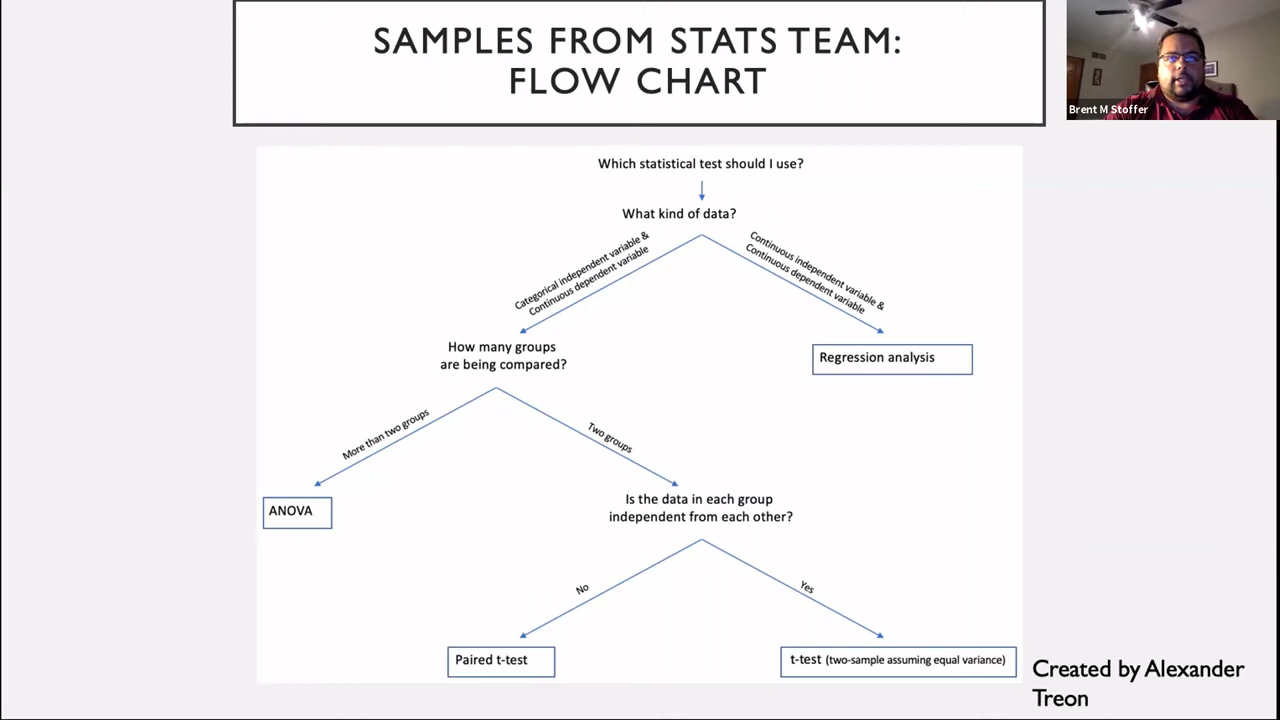 SAMPLES FROM STATS TEAM:
FLOW CHART
Brent M Stoffer
Which statistical test should I use?
What kind of data?
Categorical independent variable &
Continuous dependent variable
Continuous independent variable &
Continuous dependent variable
How many groups
are being compared?
Regression analysis
More than two groups
Two groups
ANOVA
Is the data in each group
independent from each other?
No
Yes
Paired t-test
t-test (two-sample assuming equal variance)
Created by Alexander
Treon